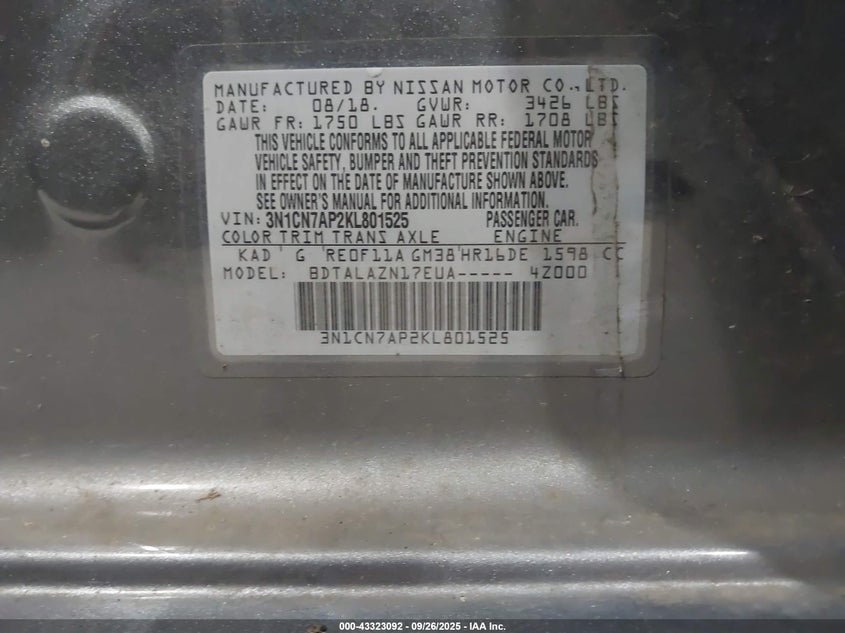 MANUFACTURED BY NISSAN MOTOR CO., LTD.
DATE: 08/18. GVWR: 3426 LBS
GAWR FR: 1750 LBS GAWR RR: 1708 LBS
THIS VEHICLE CONFORMS TO ALL APPLICABLE FEDERAL MOTOR
VEHICLE SAFETY, BUMPER AND THEFT PREVENTION STANDARDS
IN EFFECT ON THE DATE OF MANUFACTURE SHOWN ABOVE.
SEE OWNER'S MANUAL FOR ADDITIONAL INFORMATION.
VIN: 3N1CN7AP2KL801525 PASSENGER CAR.
COLOR TRIM TRANS AXLE ENGINE
KAD G RE0F11A GM38 HR16DE 1598 CC
MODEL: BDTALAZN17EUA----- 4Z000
3N1CN7AP2KL801525
000-43323092 - 09/26/2025 - IAA Inc.